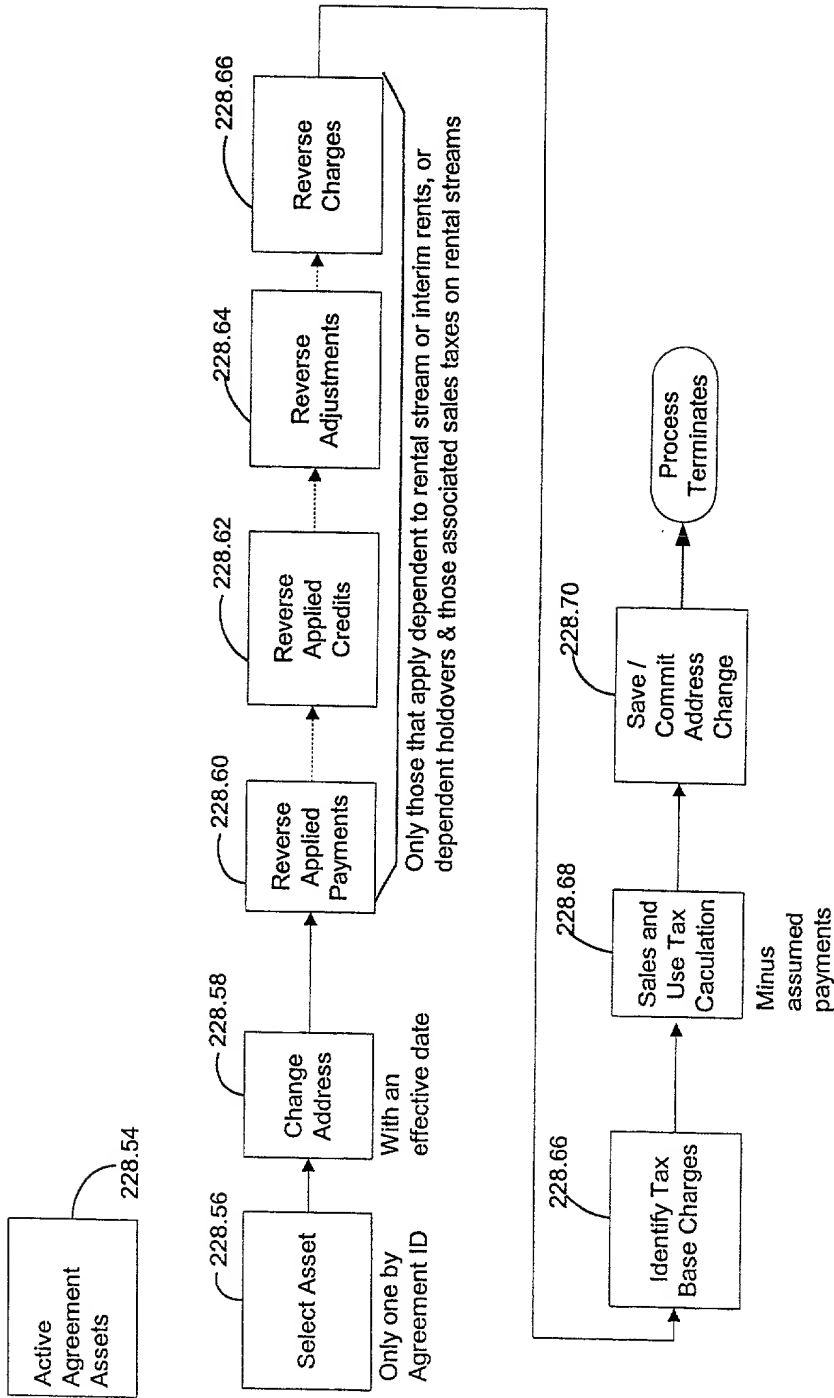 Active
Agreement
Assets
228.54
228.56
Select Asset
Only one by
Agreement ID
228.58
Change
Address
With an
effective date
228.60
Reverse
Applied
Payments
228.62
Reverse
Applied
Credits
228.64
Reverse
Adjustments
228.66
Reverse
Charges
Only those that apply dependent to rental stream or interim rents, or
dependent holdovers & those associated sales taxes on rental streams
228.66
Identify Tax
Base Charges
228.68
Sales and
Use Tax
Caculation
Minus
assumed
payments
228.70
Save /
Commit
Address
Change
Process
Terminates